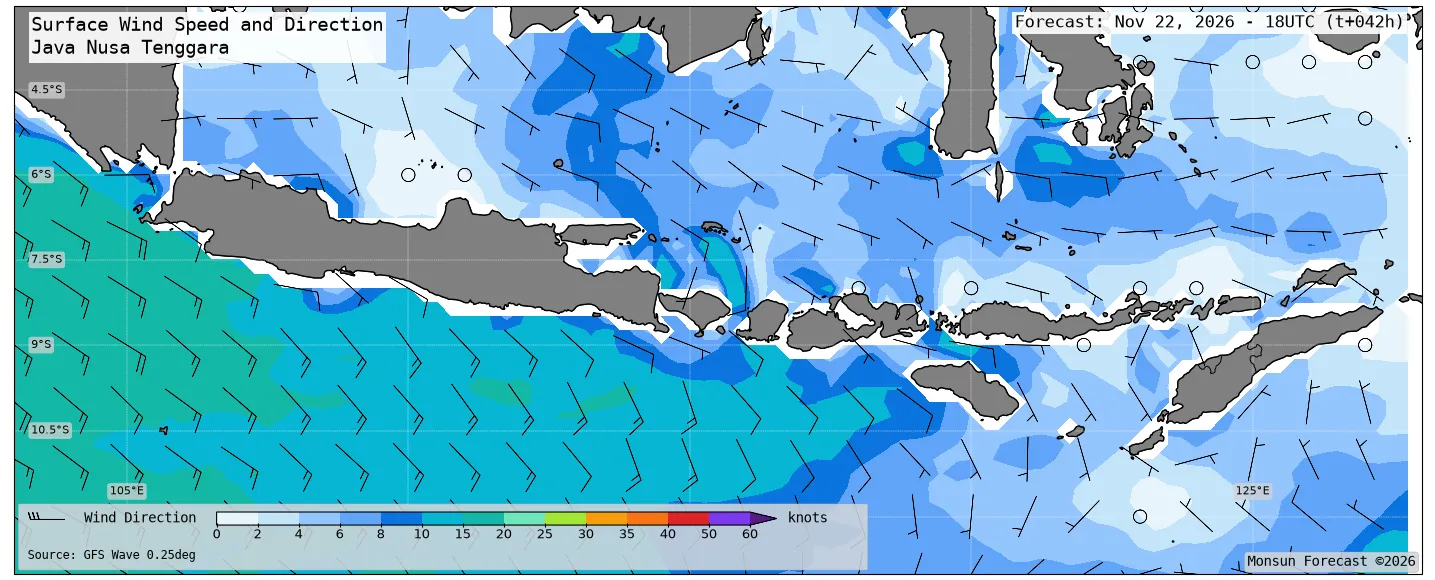 Surface Wind Speed and Direction
Java Nusa Tenggara
Forecast: Nov 22, 2026 - 18UTC (t+042h)
4.5°S
6°S
7.5°S
9°S
10.5°S
105°E
125°E
Wind Direction
0 2 4 6 8 10 15 20 25 30 35 40 50 60
knots
Source: GFS Wave 0.25deg
Monsun Forecast ©2026